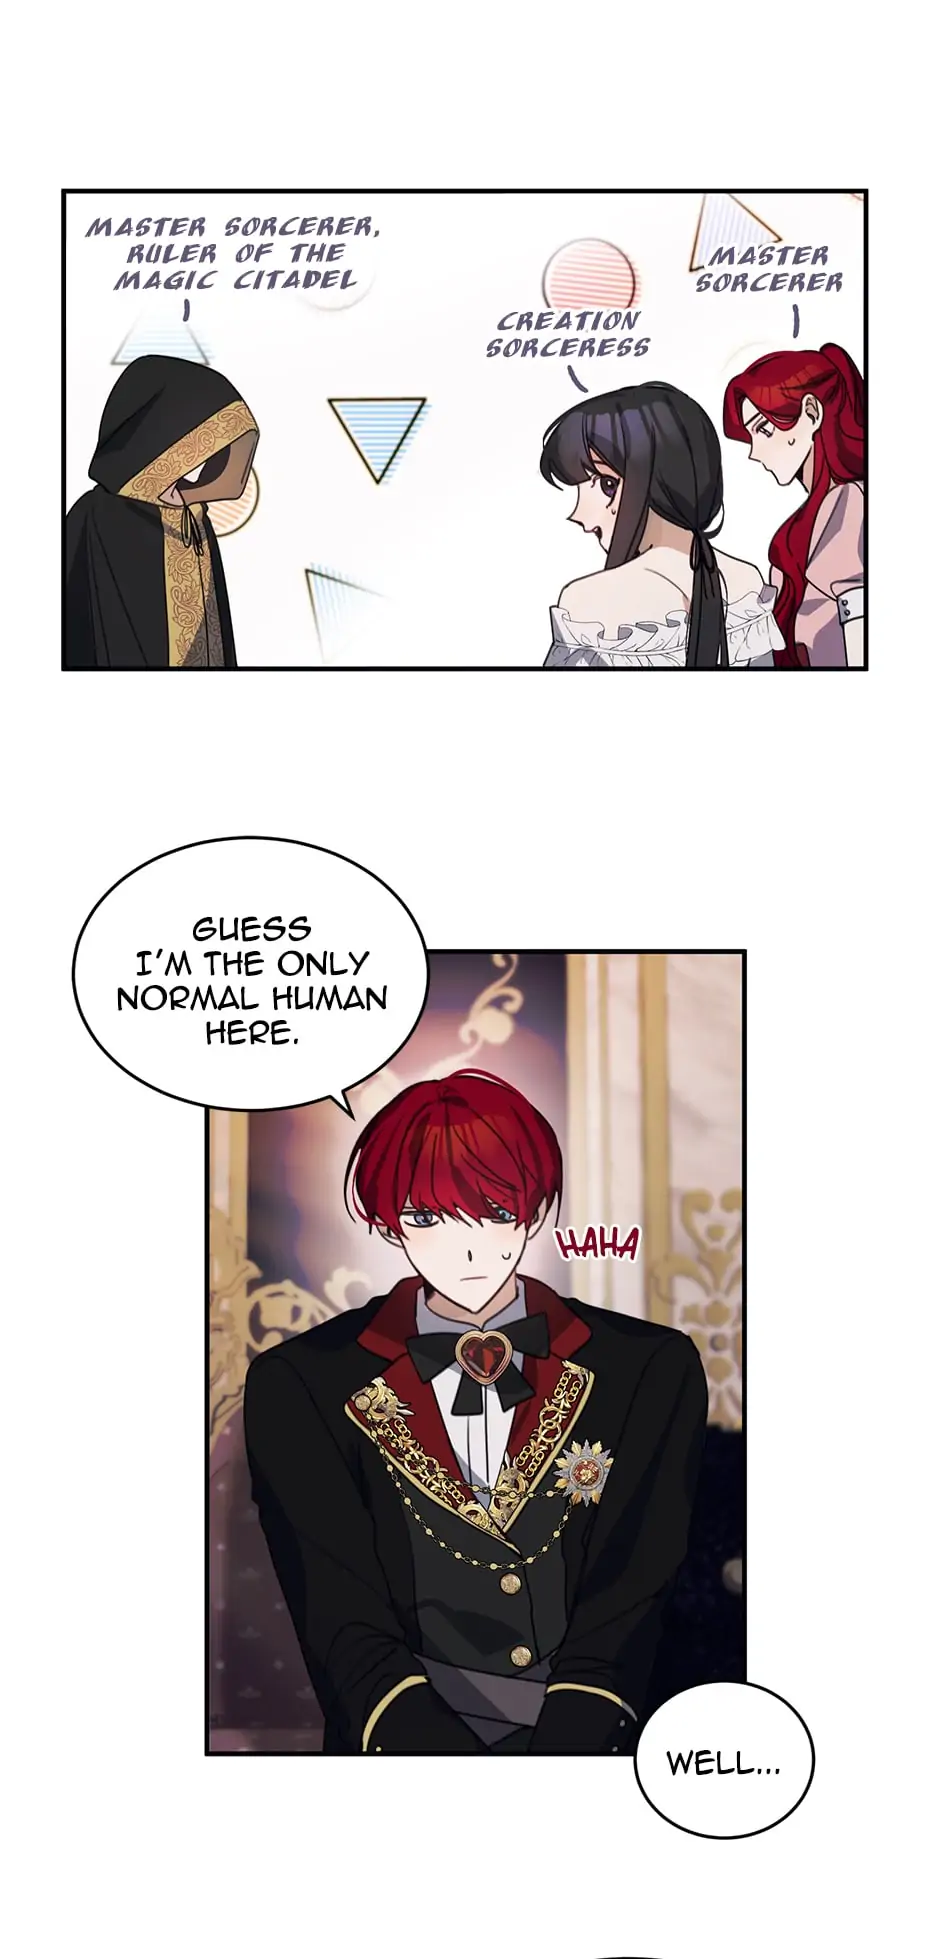 MASTER SORCERER,
RULER OF THE
MAGIC CITADEL
CREATION
SORCERESS
MASTER
SORCERER
GUESS
I'M THE ONLY
NORMAL HUMAN
HERE.
HAHA
WELL...